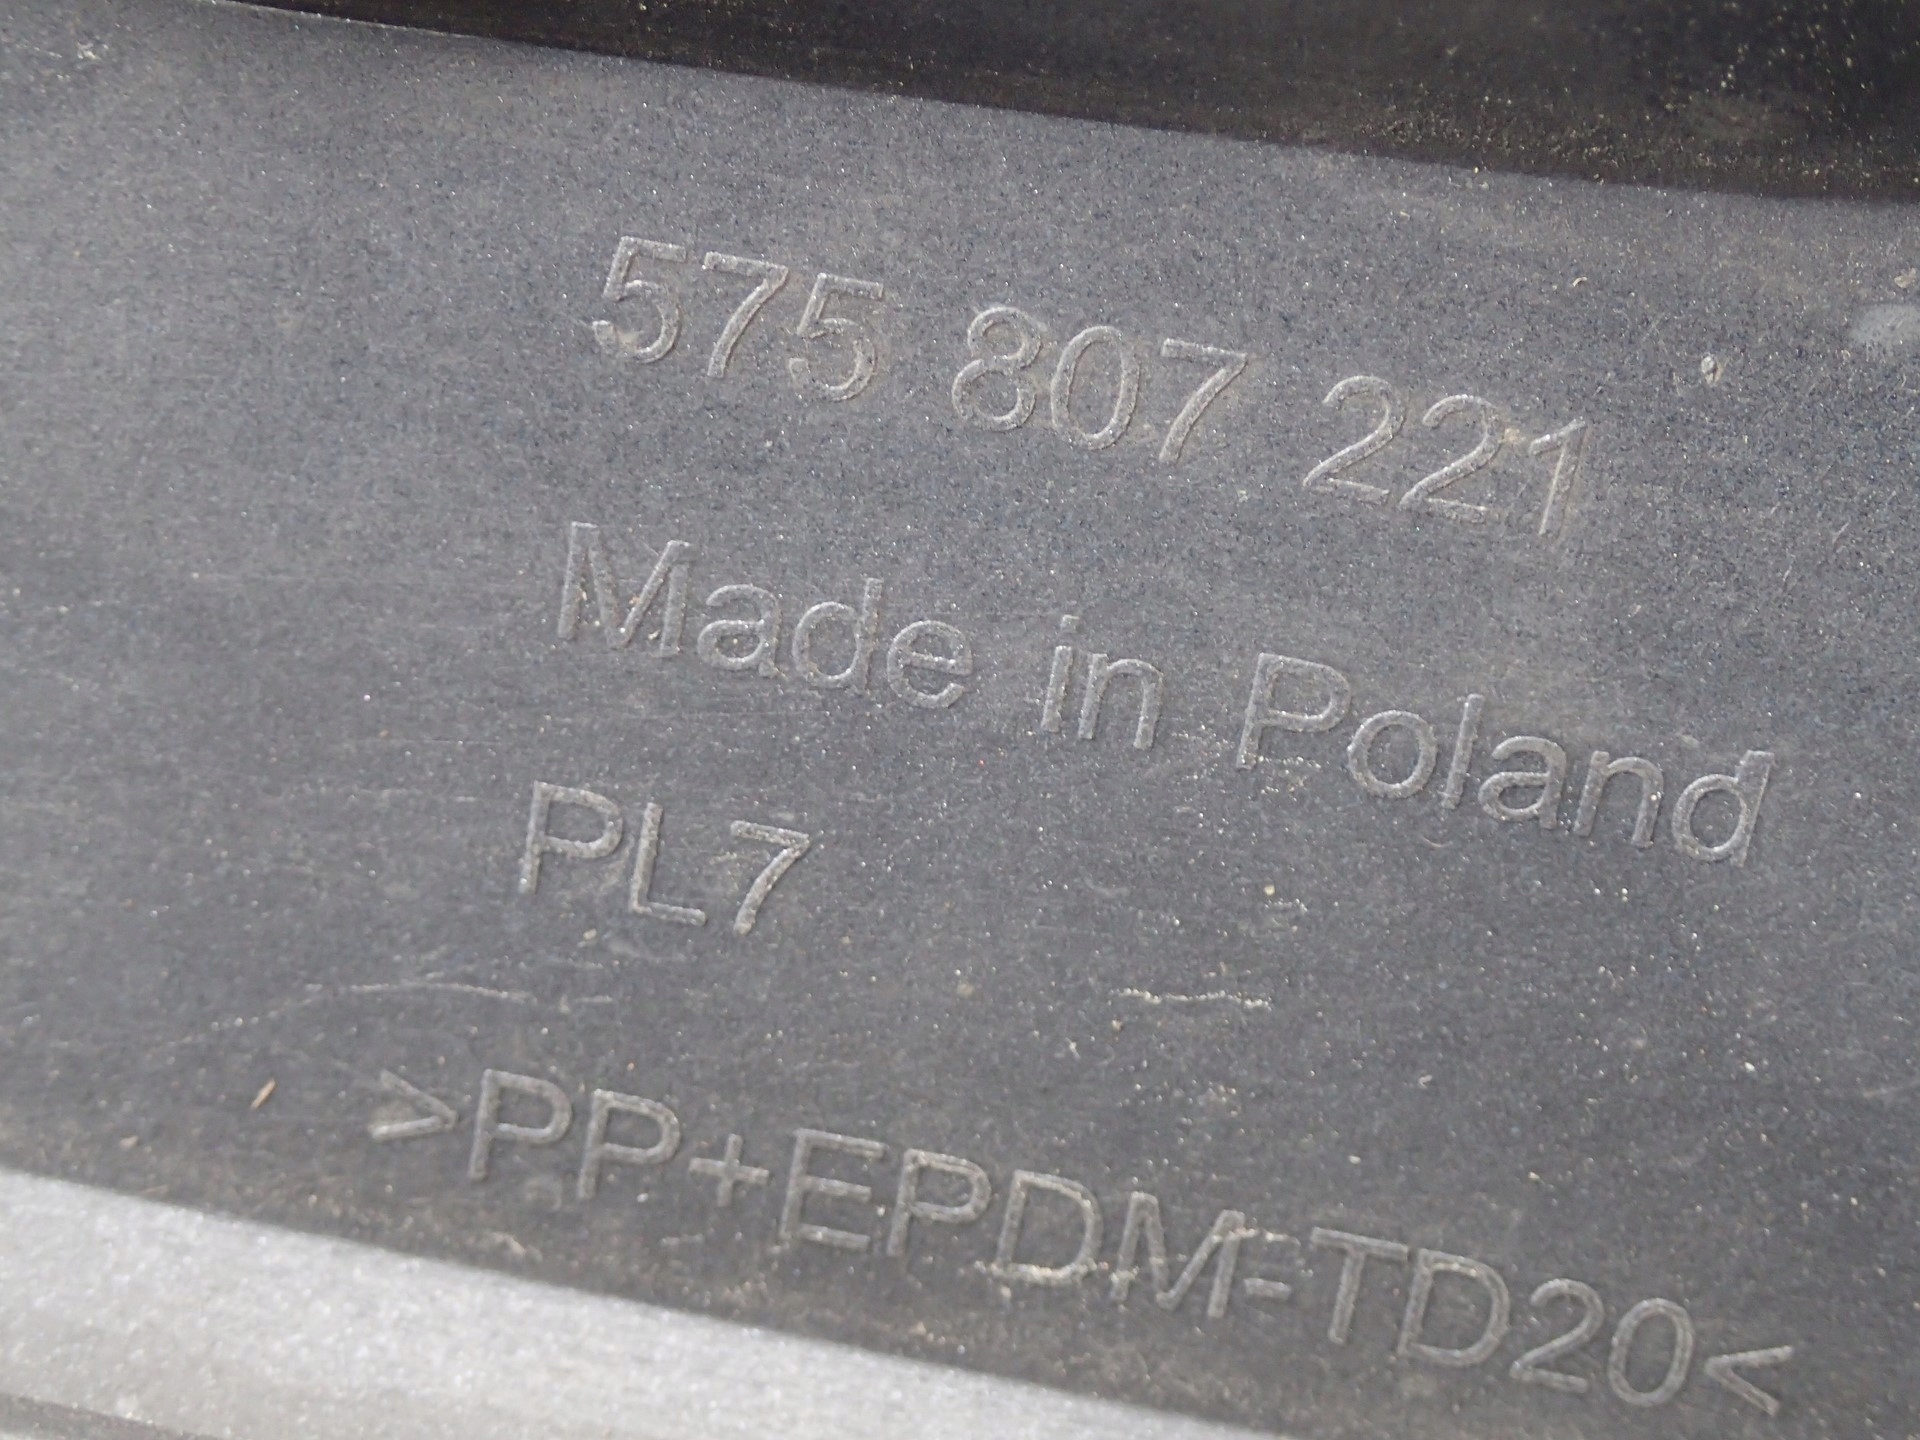 575 807 221
Made in Poland
PL7
>PP+EPDM-TD20<